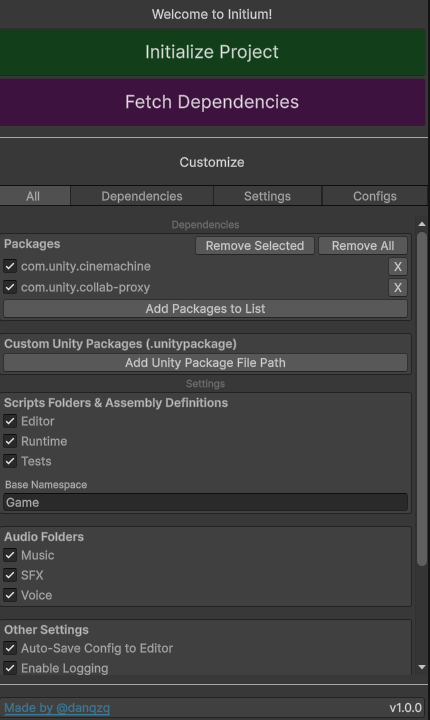 Welcome to Initium!
Initialize Project
Fetch Dependencies
Customize
All Dependencies Settings Configs
Dependencies
Packages Remove Selected Remove All
com.unity.cinemachine X
com.unity.collab-proxy X
Add Packages to List
Custom Unity Packages (.unitypackage)
Add Unity Package File Path
Settings
Scripts Folders & Assembly Definitions
Editor
Runtime
Tests
Base Namespace
Game
Audio Folders
Music
SFX
Voice
Other Settings
Auto-Save Config to Editor
Enable Logging
Made by @danqzq v1.0.0